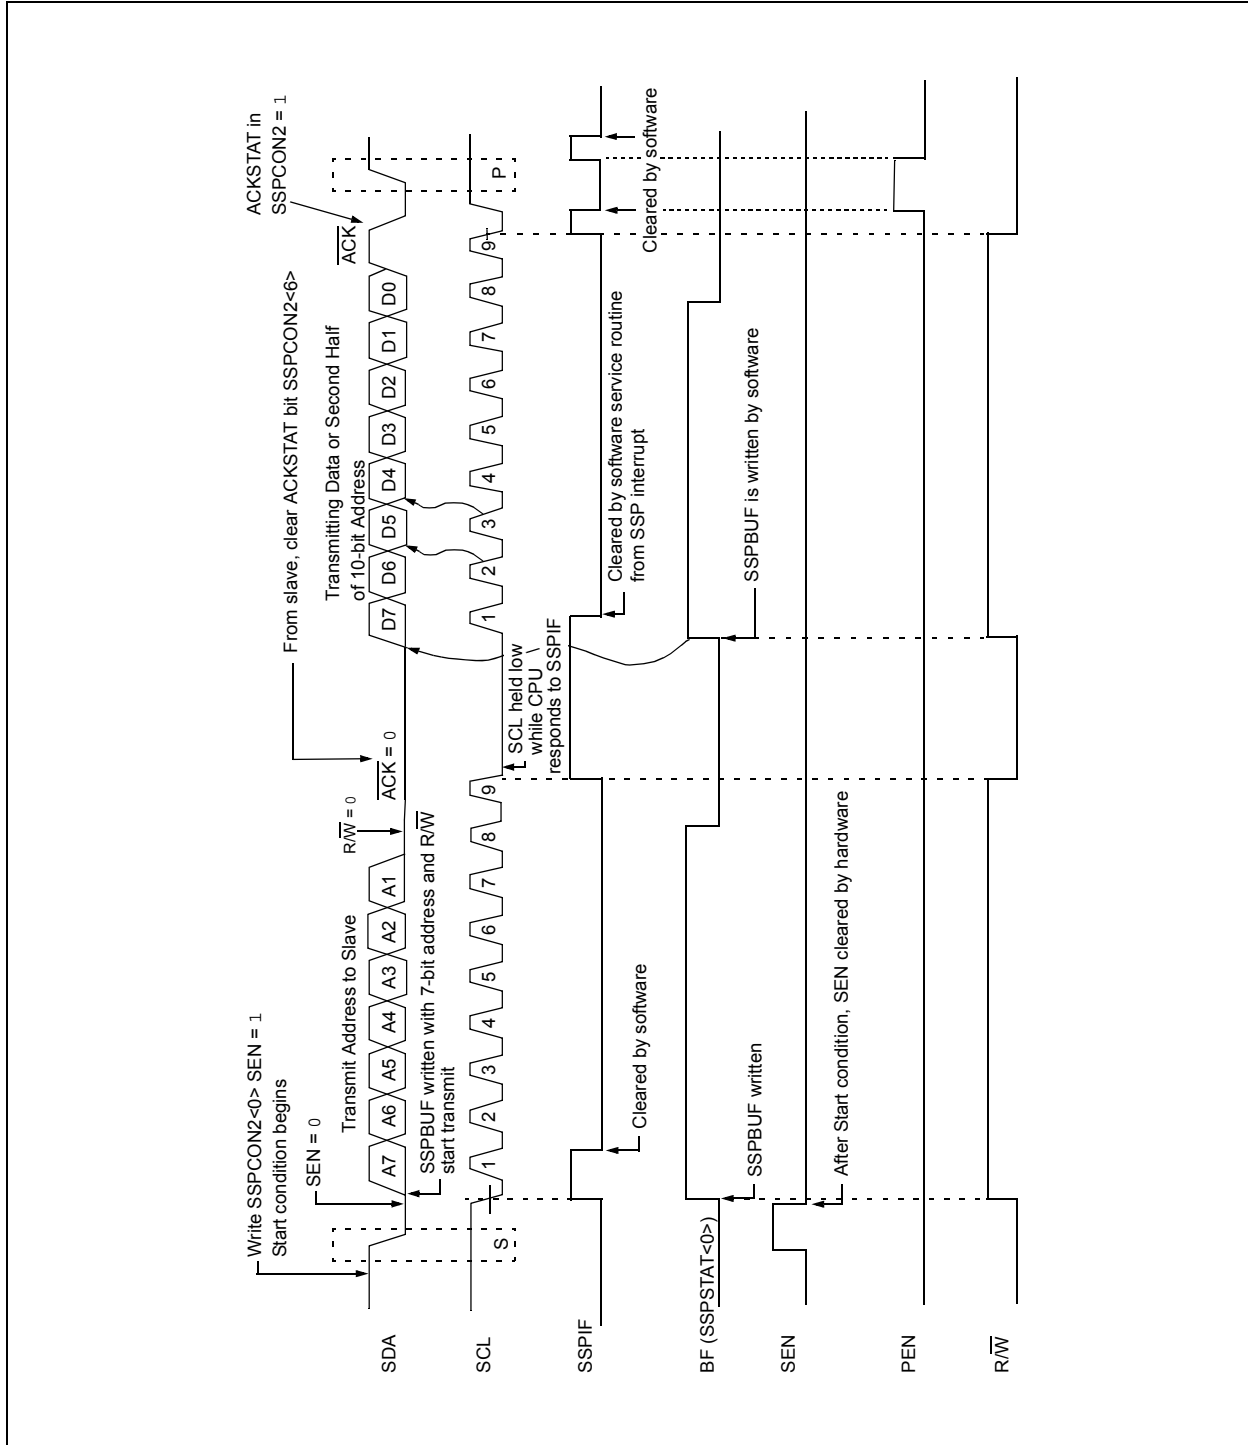 Write SSPCON2<0> SEN = 1
Start condition begins
SEN = 0
Transmit Address to Slave
R/W = 0
From slave, clear ACKSTAT bit SSPCON2<6>
ACK = 0
Transmitting Data or Second Half
of 10-bit Address
ACKSTAT in
SSPCON2 = 1
ACK
SDA
A7 A6 A5 A4 A3 A2 A1
D7 D6 D5 D4 D3 D2 D1 D0
SSPBUF written with 7-bit address and R/W
start transmit
SCL
S
1 2 3 4 5 6 7 8 9
1 2 3 4 5 6 7 8 9
P
SCL held low
while CPU
responds to SSPIF
SSPIF
Cleared by software
Cleared by software service routine
from SSP interrupt
Cleared by software
BF (SSPSTAT<0>)
SSPBUF written
SSPBUF is written by software
SEN
After Start condition, SEN cleared by hardware
PEN
R/W